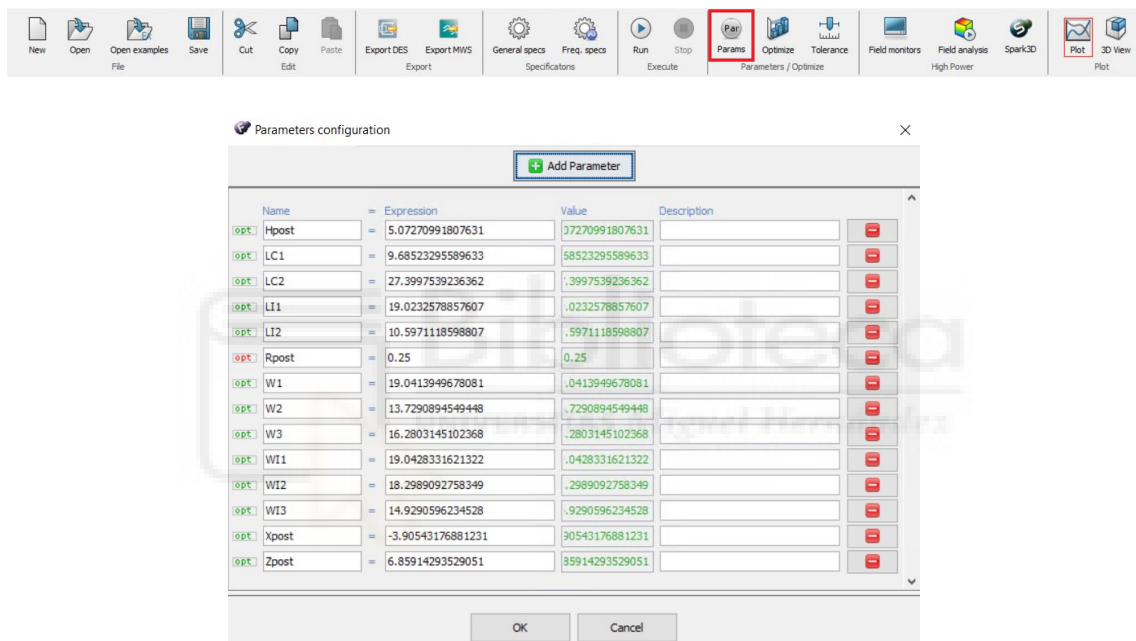 Par
New Open Open examples Save Cut Copy Paste Export DES Export MWS General specs Freq. specs Run Stop Params Optimize Tolerance Field monitors Field analysis Spark3D Plot 3D View
File Edit Export Specificatons Execute Parameters / Optimize High Power Plot
Parameters configuration
Add Parameter
Name = Expression Value Description
opt Hpost = 5.07270991807631 07270991807631
opt LC1 = 9.68523295589633 58523295589633
opt LC2 = 27.3997539236362 .3997539236362
opt LI1 = 19.0232578857607 .0232578857607
opt LI2 = 10.5971118598807 .5971118598807
opt Rpost = 0.25 0.25
opt W1 = 19.0413949678081 .0413949678081
opt W2 = 13.7290894549448 .7290894549448
opt W3 = 16.2803145102368 .2803145102368
opt WI1 = 19.0428331621322 .0428331621322
opt WI2 = 18.2989092758349 .2989092758349
opt WI3 = 14.9290596234528 .9290596234528
opt Xpost = -3.90543176881231 90543176881231
opt Zpost = 6.85914293529051 85914293529051
OK Cancel
Biblioteca